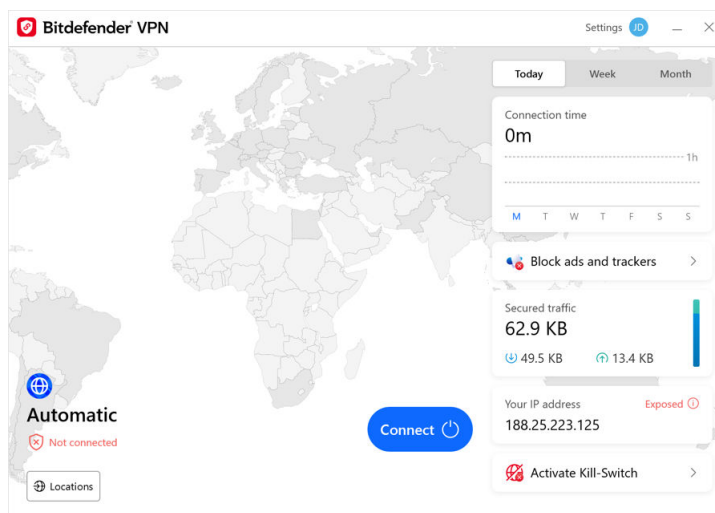 Bitdefender® VPN
Settings JD
Today Week Month
Connection time
0m
1h
M T W T F S S
Block ads and trackers
Secured traffic
62.9 KB
49.5 KB 13.4 KB
Your IP address Exposed
188.25.223.125
Activate Kill-Switch
Automatic
Not connected
Locations
Connect